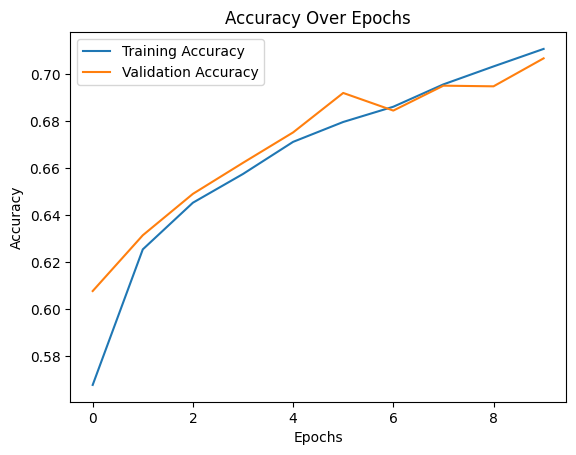 Accuracy Over Epochs
Training Accuracy
Validation Accuracy
Accuracy
0.70
0.68
0.66
0.64
0.62
0.60
0.58
0 2 4 6 8
Epochs